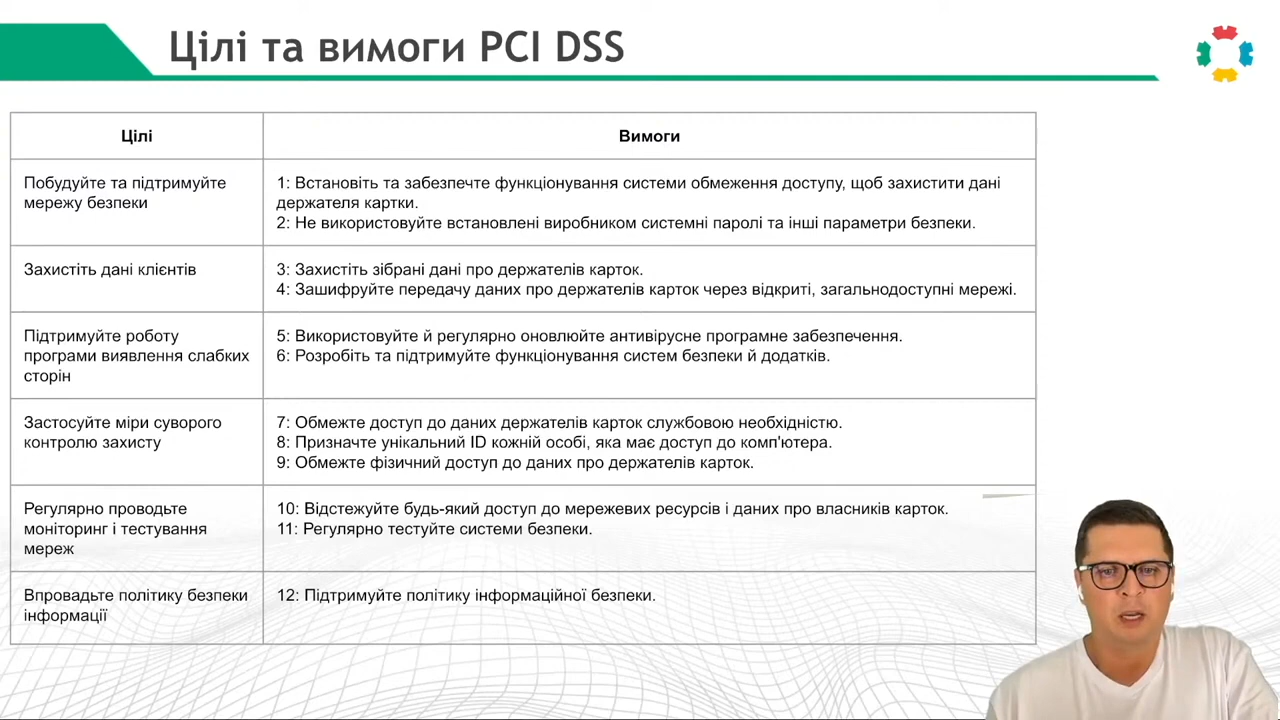 Цілі та вимоги PCI DSS
Цілі
Вимоги
Побудуйте та підтримуйте
мережу безпеки
1: Встановіть та забезпечте функціонування системи обмеження доступу, щоб захистити дані
держателя картки.
2: Не використовуйте встановлені виробником системні паролі та інші параметри безпеки.
Захистіть дані клієнтів
3: Захистіть зібрані дані про держателів карток.
4: Зашифруйте передачу даних про держателів карток через відкриті, загальнодоступні мережі.
Підтримуйте роботу
програми виявлення слабких
сторін
5: Використовуйте й регулярно оновлюйте антивірусне програмне забезпечення.
6: Розробіть та підтримуйте функціонування систем безпеки й додатків.
Застосуйте міри суворого
контролю захисту
7: Обмежте доступ до даних держателів карток службовою необхідністю.
8: Призначте унікальний ID кожній особі, яка має доступ до комп'ютера.
9: Обмежте фізичний доступ до даних про держателів карток.
Регулярно проводьте
моніторинг і тестування
мереж
10: Відстежуйте будь-який доступ до мережевих ресурсів і даних про власників карток.
11: Регулярно тестуйте системи безпеки.
Впровадьте політику безпеки
інформації
12: Підтримуйте політику інформаційної безпеки.